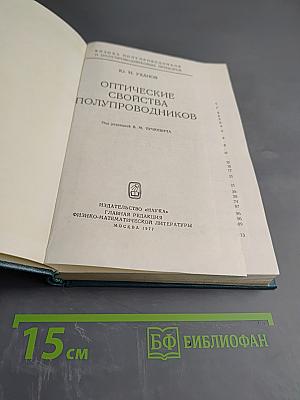 ФИЗИКА ПОЛУПРОВОДНИКОВ
И ПОЛУПРОВОДНИКОВЫХ ПРИБОРОВ
Ю. И. УХАНОВ
ОПТИЧЕСКИЕ
СВОЙСТВА
ПОЛУПРОВОДНИКОВ
Под редакцией В. М. ТУЧКЕВИЧА
ИЗДАТЕЛЬСТВО «НАУКА»
ГЛАВНАЯ РЕДАКЦИЯ
ФИЗИКО-МАТЕМАТИЧЕСКОЙ ЛИТЕРАТУРЫ
МОСКВА 1977
15 см
БФ БИБЛИОФАН